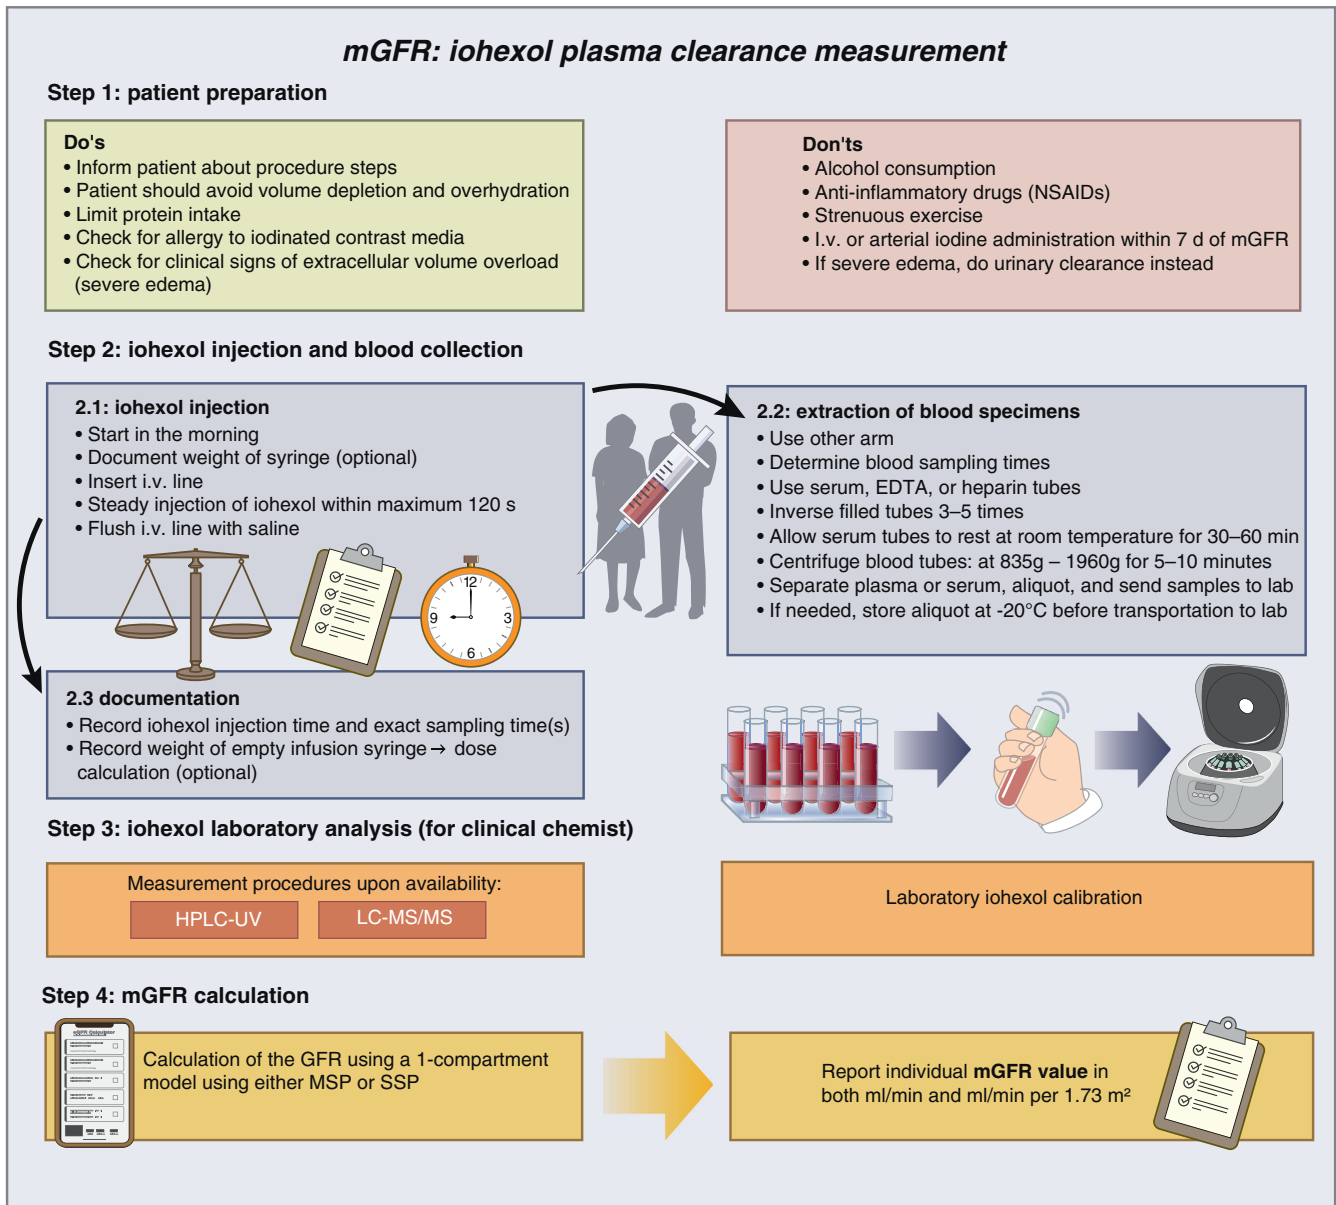 mGFR: iohexol plasma clearance measurement
Step 1: patient preparation
Do's
• Inform patient about procedure steps
• Patient should avoid volume depletion and overhydration
• Limit protein intake
• Check for allergy to iodinated contrast media
• Check for clinical signs of extracellular volume overload
(severe edema)
Don'ts
• Alcohol consumption
• Anti-inflammatory drugs (NSAIDs)
• Strenuous exercise
• I.v. or arterial iodine administration within 7 d of mGFR
• If severe edema, do urinary clearance instead
Step 2: iohexol injection and blood collection
2.1: iohexol injection
• Start in the morning
• Document weight of syringe (optional)
• Insert i.v. line
• Steady injection of iohexol within maximum 120 s
• Flush i.v. line with saline
12
9
3
6
2.2: extraction of blood specimens
• Use other arm
• Determine blood sampling times
• Use serum, EDTA, or heparin tubes
• Inverse filled tubes 3–5 times
• Allow serum tubes to rest at room temperature for 30–60 min
• Centrifuge blood tubes: at 835g – 1960g for 5–10 minutes
• Separate plasma or serum, aliquot, and send samples to lab
• If needed, store aliquot at -20°C before transportation to lab
2.3 documentation
• Record iohexol injection time and exact sampling time(s)
• Record weight of empty infusion syringe → dose
calculation (optional)
Step 3: iohexol laboratory analysis (for clinical chemist)
Measurement procedures upon availability:
HPLC-UV
LC-MS/MS
Laboratory iohexol calibration
Step 4: mGFR calculation
Calculation of the GFR using a 1-compartment
model using either MSP or SSP
Report individual mGFR value in
both ml/min and ml/min per 1.73 m²